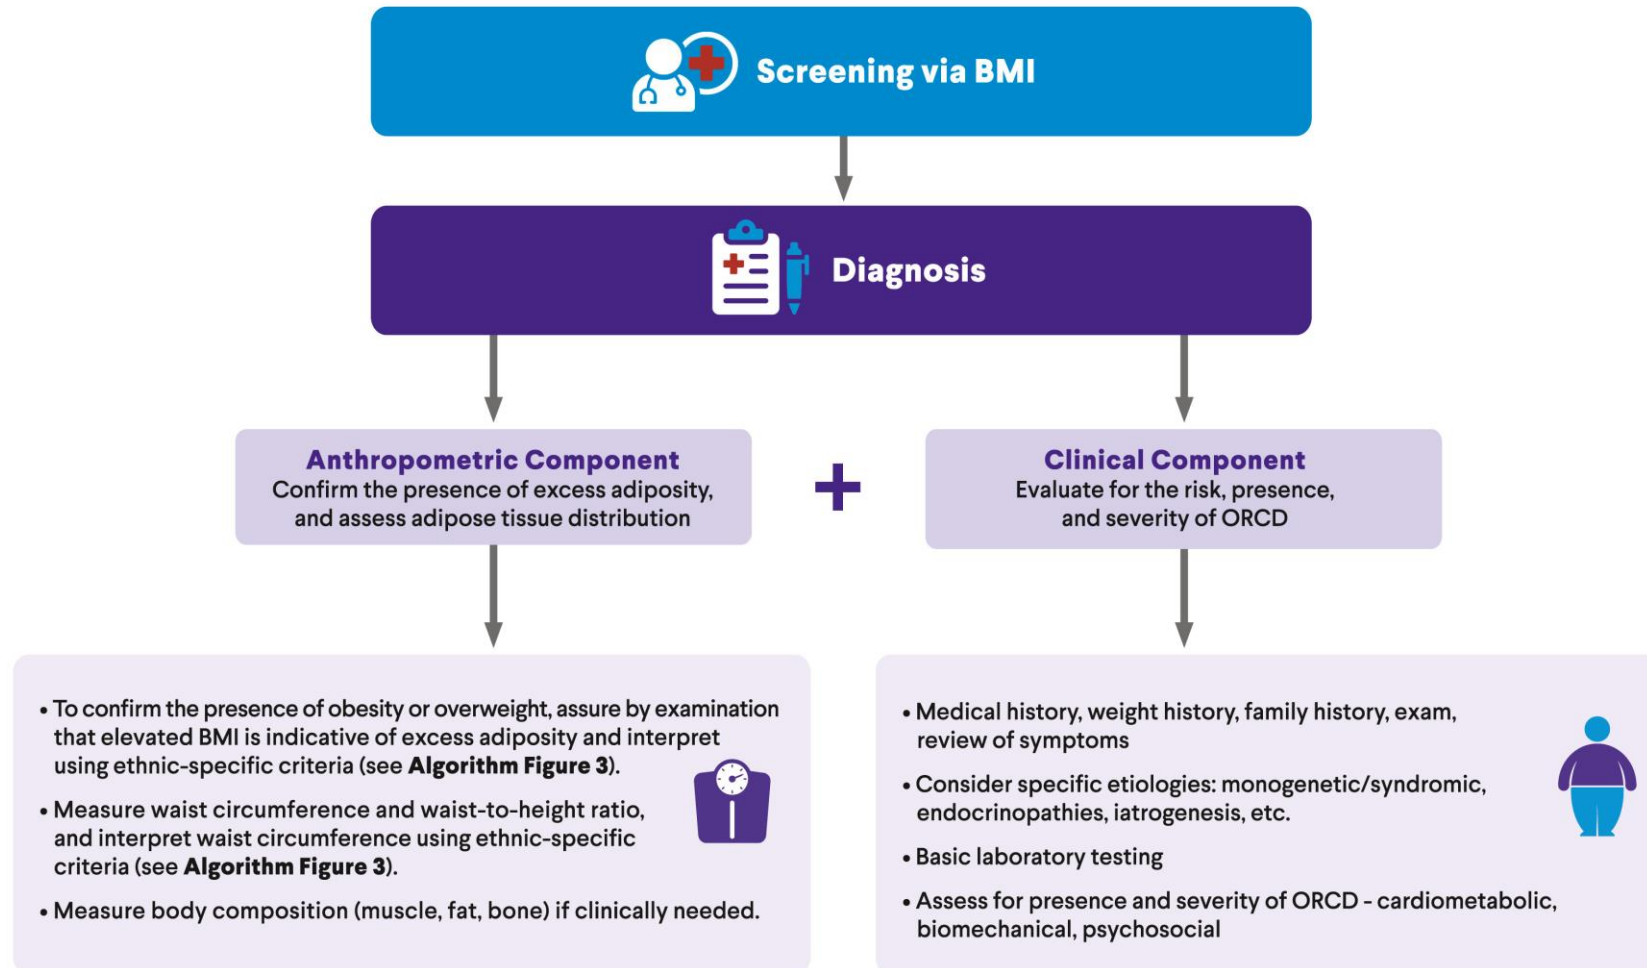 Screening via BMI
Diagnosis
Anthropometric Component
Confirm the presence of excess adiposity,
and assess adipose tissue distribution
+
Clinical Component
Evaluate for the risk, presence,
and severity of ORCD
• To confirm the presence of obesity or overweight, assure by examination
that elevated BMI is indicative of excess adiposity and interpret
using ethnic-specific criteria (see Algorithm Figure 3).
• Measure waist circumference and waist-to-height ratio,
and interpret waist circumference using ethnic-specific
criteria (see Algorithm Figure 3).
• Measure body composition (muscle, fat, bone) if clinically needed.
• Medical history, weight history, family history, exam,
review of symptoms
• Consider specific etiologies: monogenetic/syndromic,
endocrinopathies, iatrogenesis, etc.
• Basic laboratory testing
• Assess for presence and severity of ORCD - cardiometabolic,
biomechanical, psychosocial